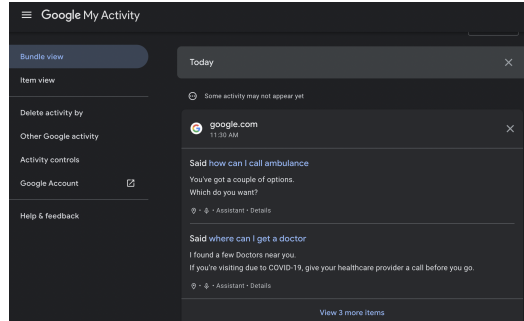 Google My Activity
Bundle view
Item view
Delete activity by
Other Google activity
Activity controls
Google Account
Help & feedback
Today
Some activity may not appear yet
google.com
11:30 AM
Said how can I call ambulance
You've got a couple of options.
Which do you want?
• Assistant • Details
Said where can I get a doctor
I found a few Doctors near you.
If you're visiting due to COVID-19, give your healthcare provider a call before you go.
• Assistant • Details
View 3 more items